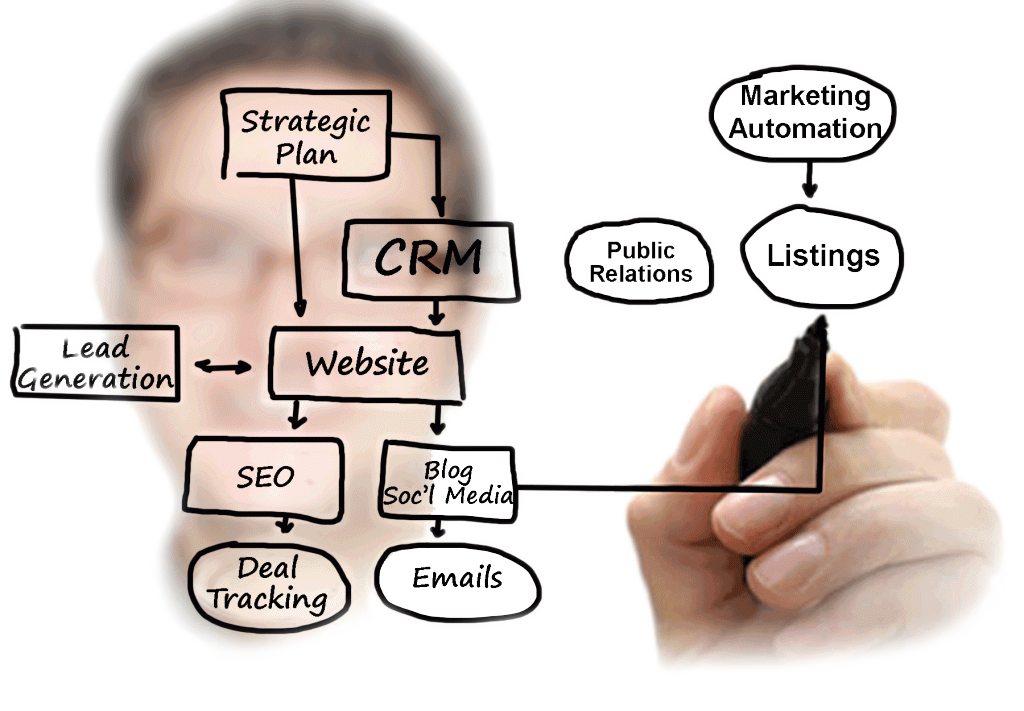 Strategic
Plan
CRM
Lead
Generation
Website
SEO
Blog
Soc'l Media
Deal
Tracking
Emails
Public
Relations
Marketing
Automation
Listings